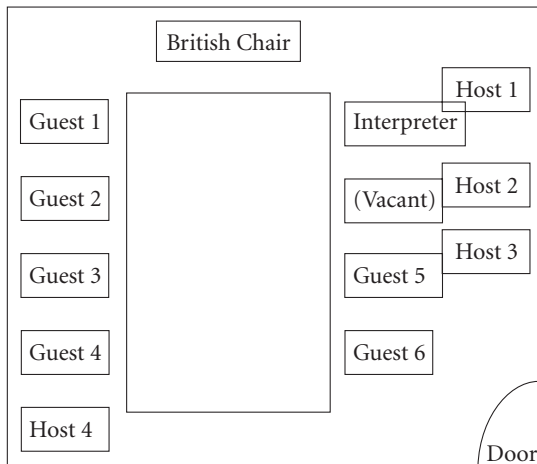 British Chair
Host 1
Guest 1
Interpreter
Guest 2
(Vacant)
Host 2
Host 3
Guest 3
Guest 5
Guest 4
Guest 6
Host 4
Door